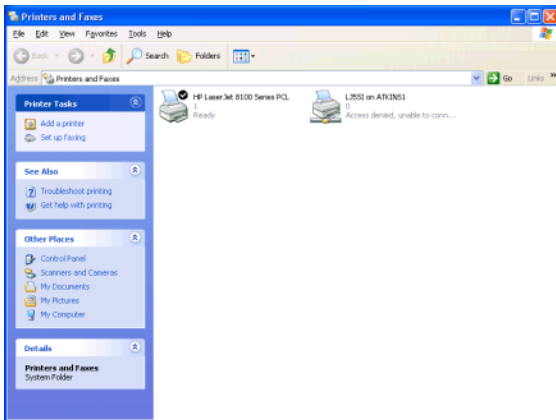 Printers and Faxes
File Edit View Favorites Tools Help
Back Search Folders
Address Printers and Faxes Go Links »
Printer Tasks
Add a printer
Set up faxing
See Also
Troubleshoot printing
Get help with printing
Other Places
Control Panel
Scanners and Cameras
My Documents
My Pictures
My Computer
Details
Printers and Faxes
System Folder
HP LaserJet 8100 Series PCL
1
Ready
LJ5SI on ATKINS1
0
Access denied, unable to conn...